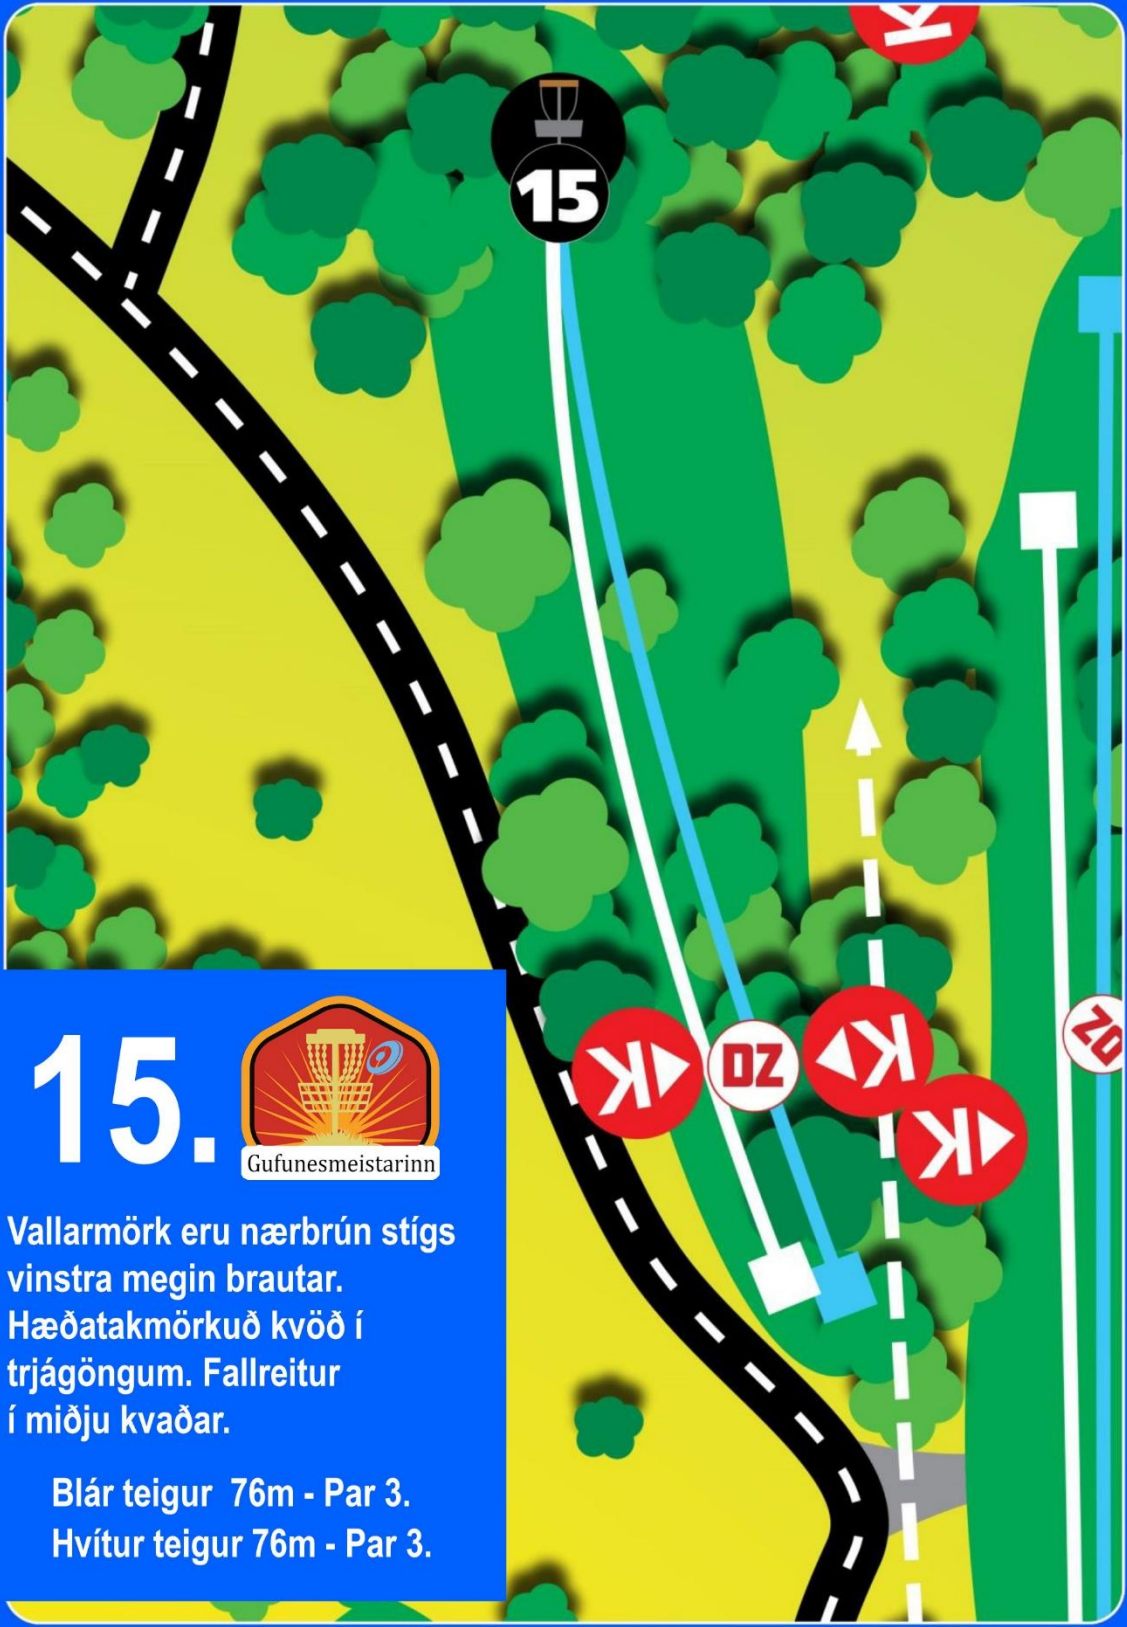 K
15
K
DZ
K
K
DZ
15.
Gufunesmeistarinn
Vallarmörk eru nærbrún stígs
vinstra megin brautar.
Hæðatakmörkuð kvöð í
trjágöngum. Fallreitur
í miðju kvaðar.
Blár teigur 76m - Par 3.
Hvítur teigur 76m - Par 3.